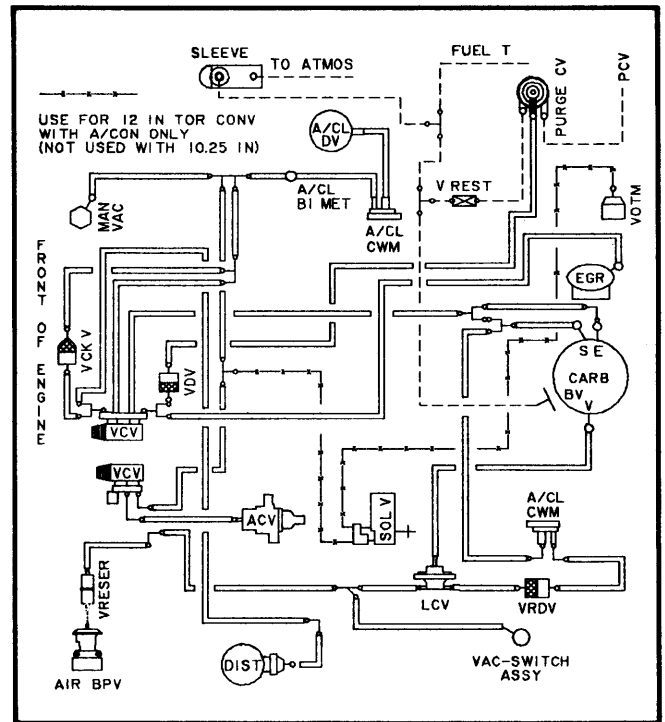 SLEEVE
TO ATMOS
FUEL T
PURGE CV
PCV
USE FOR 12 IN TOR CONV
WITH A/CON ONLY
(NOT USED WITH 10.25 IN)
A/CL
DV
MAN
VAC
A/CL
BI MET
A/CL
CWM
V REST
VOTM
FRONT OF ENGINE
EGR
VCK V
VDV
S E
CARB
BV
V
VCV
VCV
ACV
SOL V
A/CL
CWM
VRESER
LCV
VRDV
AIR BPV
DIST
VAC-SWITCH
ASSY